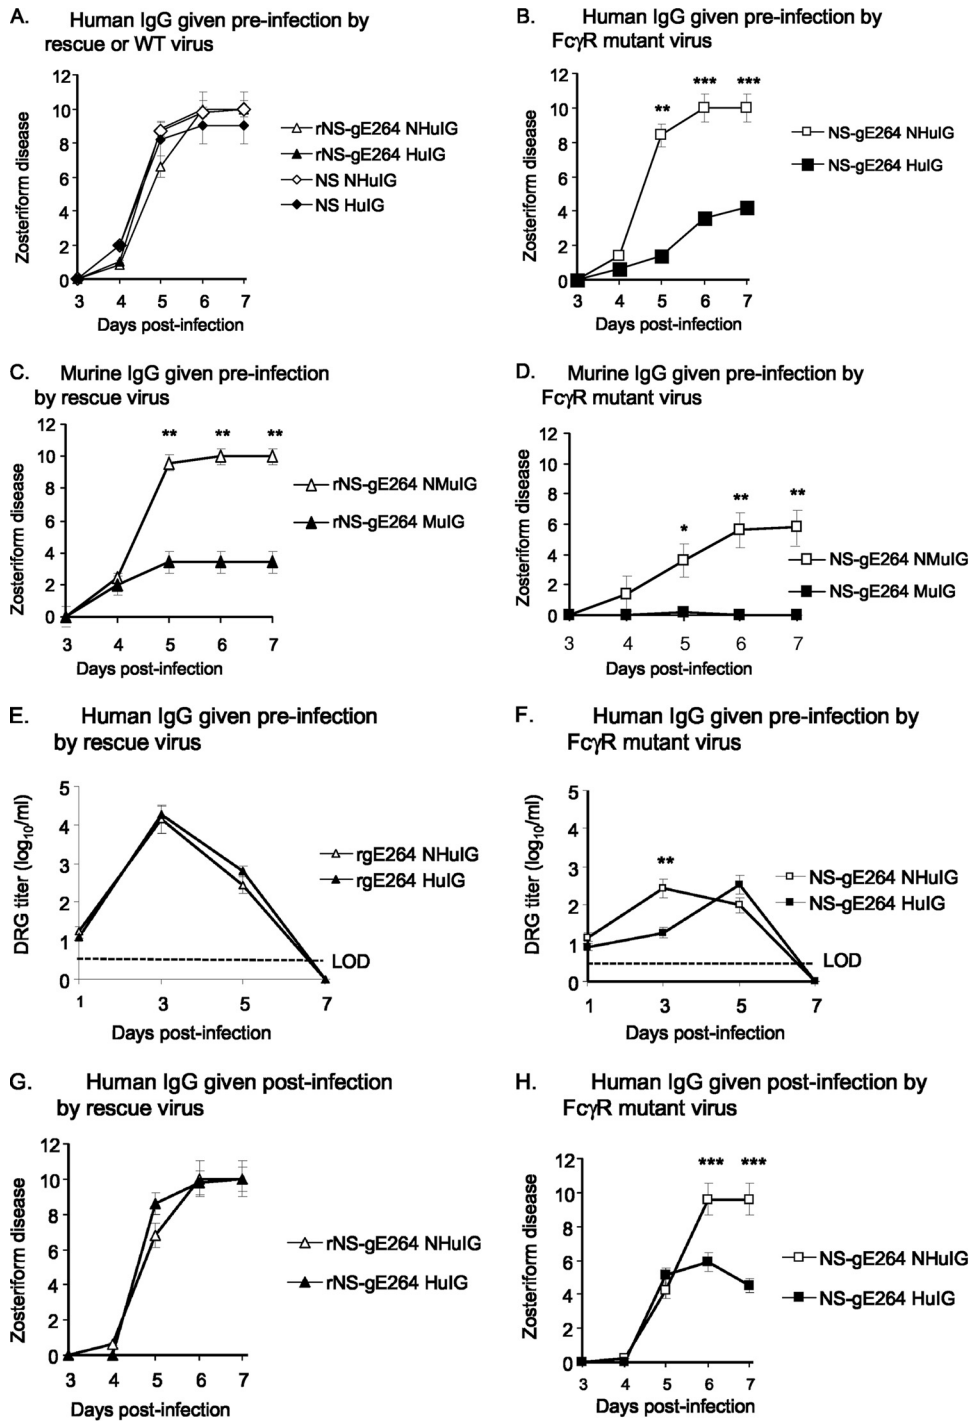 A. Human IgG given pre-infection by
rescue or WT virus
12
10
8
6
4
2
0
Zosteriform disease
3 4 5 6 7
Days post-infection
rNS-gE264 NHuIG
rNS-gE264 HuIG
NS NHuIG
NS HuIG
B. Human IgG given pre-infection by
FcγR mutant virus
12
10
8
6
4
2
0
Zosteriform disease
** *** ***
3 4 5 6 7
Days post-infection
NS-gE264 NHuIG
NS-gE264 HuIG
C. Murine IgG given pre-infection
by rescue virus
12
10
8
6
4
2
0
Zosteriform disease
** ** **
3 4 5 6 7
Days post-infection
rNS-gE264 NMuIG
rNS-gE264 MuIG
D. Murine IgG given pre-infection by
FcγR mutant virus
12
10
8
6
4
2
0
Zosteriform disease
* ** **
3 4 5 6 7
Days post-infection
NS-gE264 NMuIG
NS-gE264 MuIG
E. Human IgG given pre-infection
by rescue virus
5
4
3
2
1
0
DRG titer (log10/ml)
LOD
1 3 5 7
Days post-infection
rgE264 NHuIG
rgE264 HuIG
F. Human IgG given pre-infection by
FcγR mutant virus
5
4
3
2
1
0
DRG titer (log10/ml)
**
LOD
1 3 5 7
Days post-infection
NS-gE264 NHuIG
NS-gE264 HuIG
G. Human IgG given post-infection
by rescue virus
12
10
8
6
4
2
0
Zosteriform disease
3 4 5 6 7
Days post-infection
rNS-gE264 NHuIG
rNS-gE264 HuIG
H. Human IgG given post-infection by
FcγR mutant virus
12
10
8
6
4
2
0
Zosteriform disease
*** ***
3 4 5 6 7
Days post-infection
NS-gE264 NHuIG
NS-gE264 HuIG